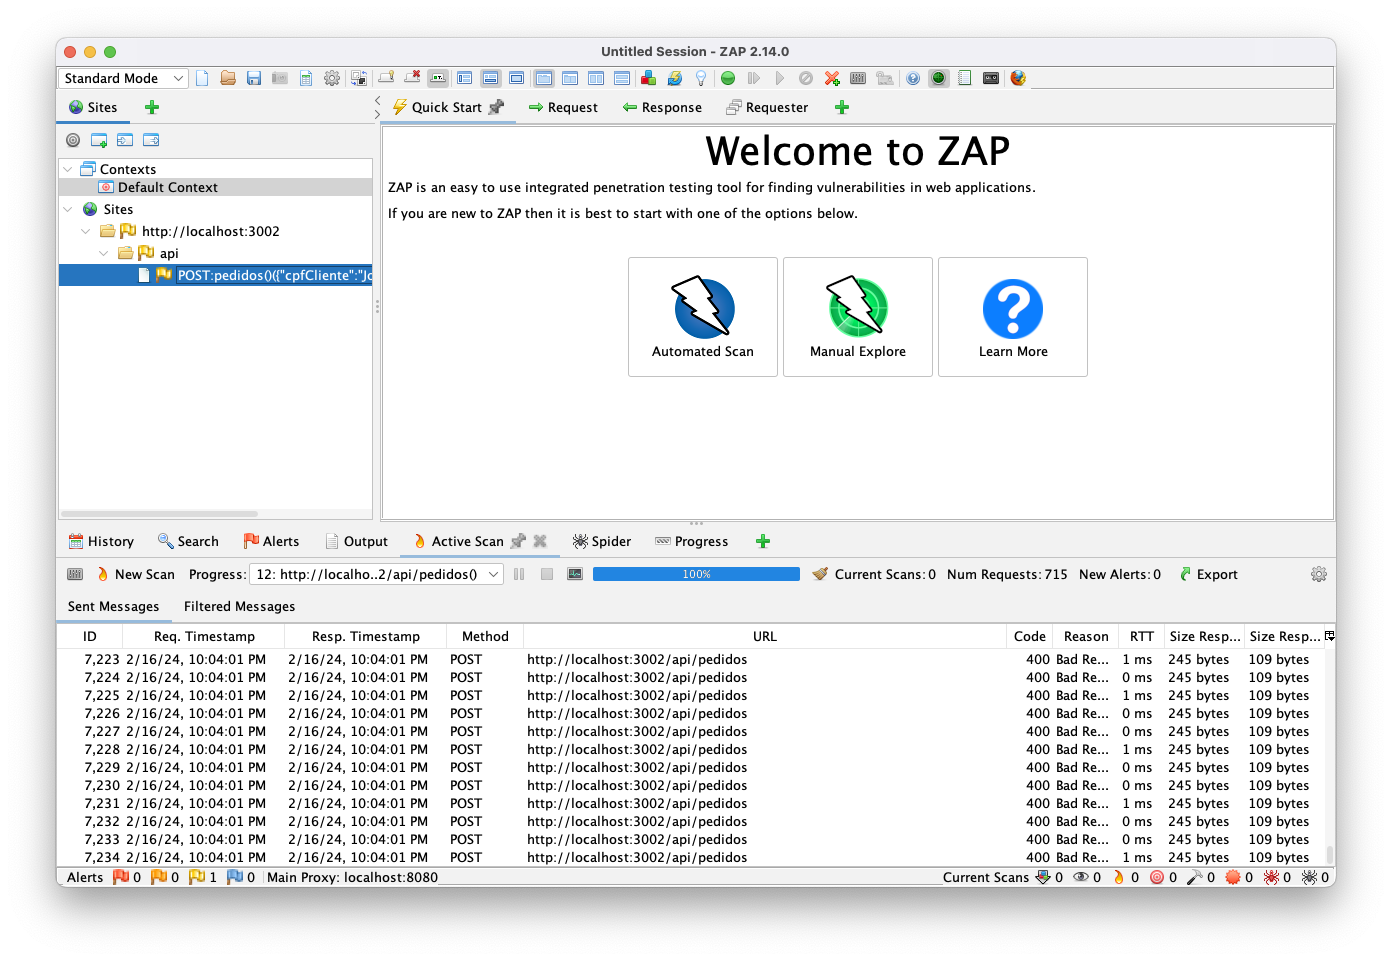 Untitled Session - ZAP 2.14.0
Standard Mode
Sites
Quick Start Request Response Requester
Contexts
Default Context
Sites
http://localhost:3002
api
POST:pedidos()({"cpfCliente":"Jo
Welcome to ZAP
ZAP is an easy to use integrated penetration testing tool for finding vulnerabilities in web applications.
If you are new to ZAP then it is best to start with one of the options below.
Automated Scan Manual Explore Learn More
History Search Alerts Output Active Scan Spider Progress
New Scan Progress: 12: http://localho..2/api/pedidos() 100% Current Scans: 0 Num Requests: 715 New Alerts: 0 Export
Sent Messages Filtered Messages
ID Req. Timestamp Resp. Timestamp Method URL Code Reason RTT Size Resp... Size Resp...
7,223 2/16/24, 10:04:01 PM 2/16/24, 10:04:01 PM POST http://localhost:3002/api/pedidos 400 Bad Re... 1 ms 245 bytes 109 bytes
7,224 2/16/24, 10:04:01 PM 2/16/24, 10:04:01 PM POST http://localhost:3002/api/pedidos 400 Bad Re... 0 ms 245 bytes 109 bytes
7,225 2/16/24, 10:04:01 PM 2/16/24, 10:04:01 PM POST http://localhost:3002/api/pedidos 400 Bad Re... 1 ms 245 bytes 109 bytes
7,226 2/16/24, 10:04:01 PM 2/16/24, 10:04:01 PM POST http://localhost:3002/api/pedidos 400 Bad Re... 0 ms 245 bytes 109 bytes
7,227 2/16/24, 10:04:01 PM 2/16/24, 10:04:01 PM POST http://localhost:3002/api/pedidos 400 Bad Re... 0 ms 245 bytes 109 bytes
7,228 2/16/24, 10:04:01 PM 2/16/24, 10:04:01 PM POST http://localhost:3002/api/pedidos 400 Bad Re... 1 ms 245 bytes 109 bytes
7,229 2/16/24, 10:04:01 PM 2/16/24, 10:04:01 PM POST http://localhost:3002/api/pedidos 400 Bad Re... 0 ms 245 bytes 109 bytes
7,230 2/16/24, 10:04:01 PM 2/16/24, 10:04:01 PM POST http://localhost:3002/api/pedidos 400 Bad Re... 0 ms 245 bytes 109 bytes
7,231 2/16/24, 10:04:01 PM 2/16/24, 10:04:01 PM POST http://localhost:3002/api/pedidos 400 Bad Re... 1 ms 245 bytes 109 bytes
7,232 2/16/24, 10:04:01 PM 2/16/24, 10:04:01 PM POST http://localhost:3002/api/pedidos 400 Bad Re... 0 ms 245 bytes 109 bytes
7,233 2/16/24, 10:04:01 PM 2/16/24, 10:04:01 PM POST http://localhost:3002/api/pedidos 400 Bad Re... 0 ms 245 bytes 109 bytes
7,234 2/16/24, 10:04:01 PM 2/16/24, 10:04:01 PM POST http://localhost:3002/api/pedidos 400 Bad Re... 1 ms 245 bytes 109 bytes
Alerts 0 0 1 0 Main Proxy: localhost:8080 Current Scans 0 0 0 0 0 0 0 0